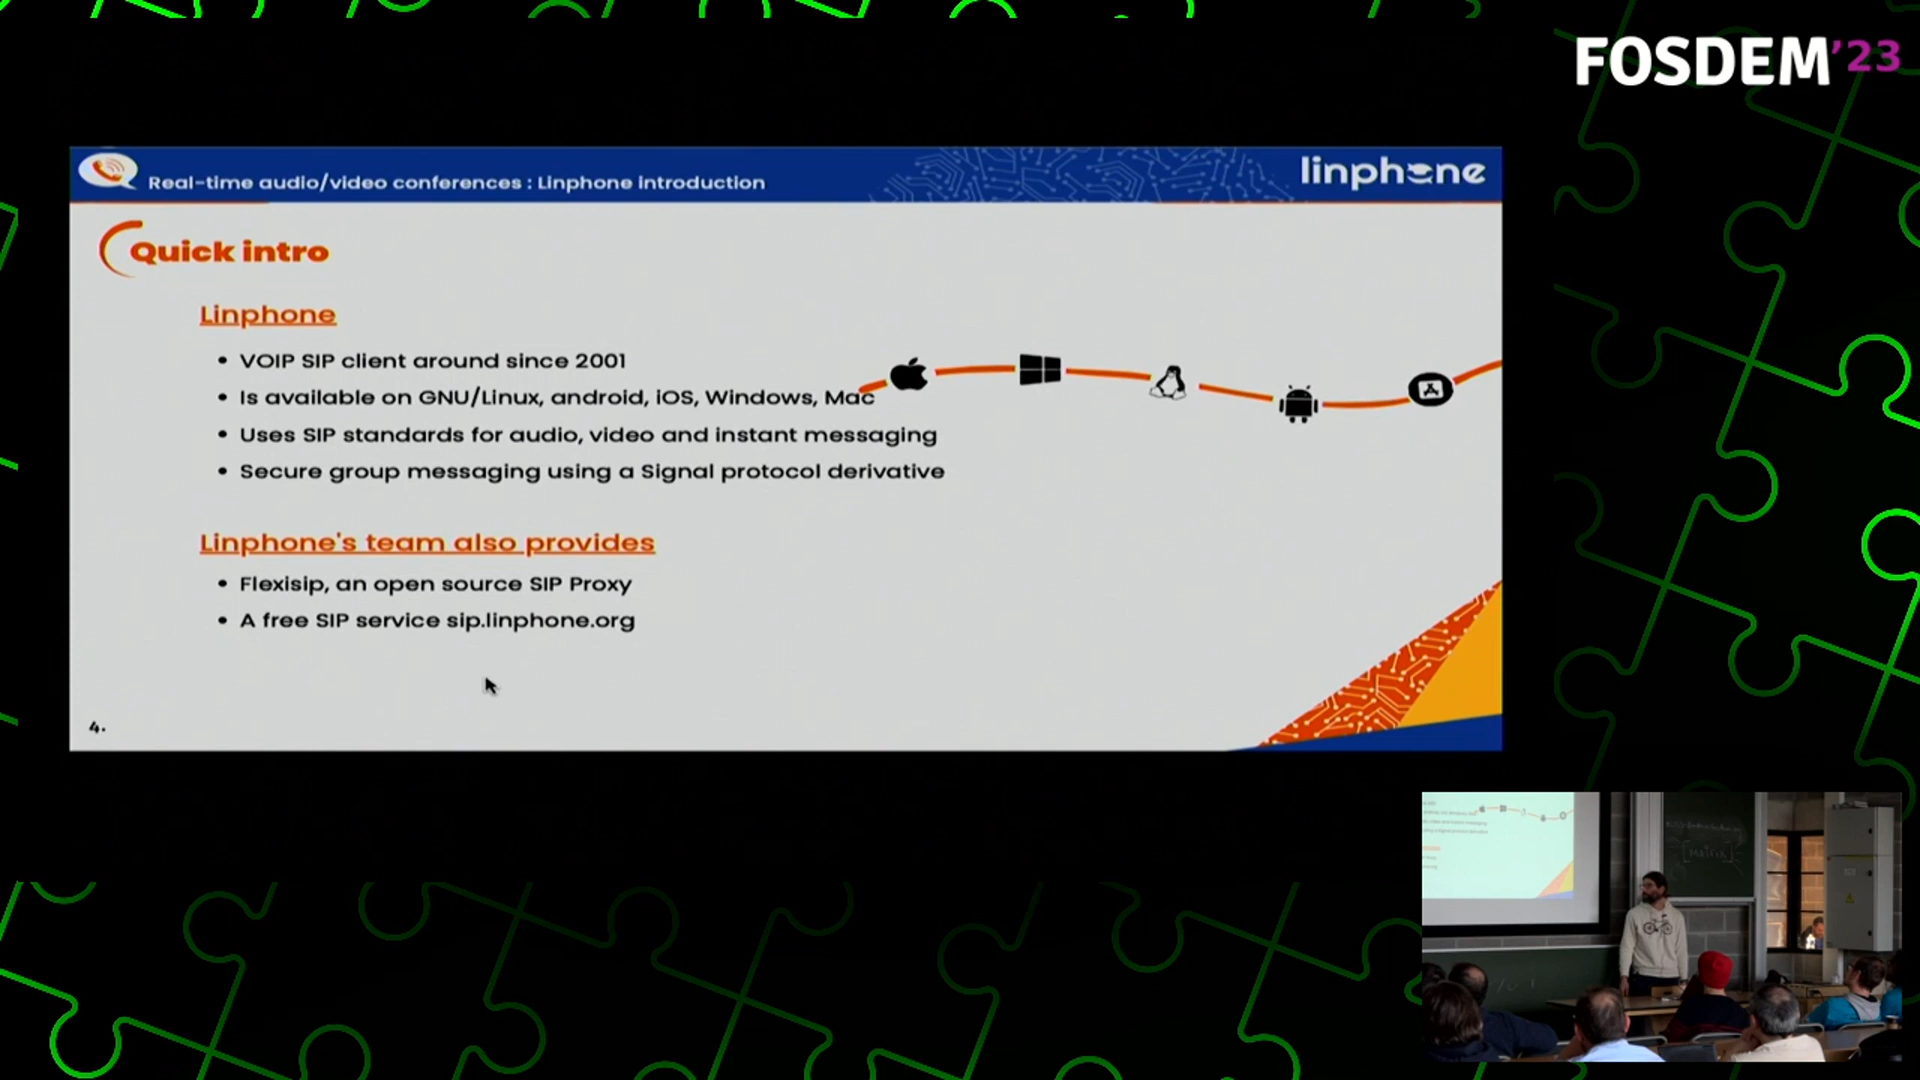 FOSDEM'23
Real-time audio/video conferences : Linphone introduction
linphone
Quick intro
Linphone
• VOIP SIP client around since 2001
• Is available on GNU/Linux, android, iOS, Windows, Mac
• Uses SIP standards for audio, video and instant messaging
• Secure group messaging using a Signal protocol derivative
Linphone's team also provides
• Flexisip, an open source SIP Proxy
• A free SIP service sip.linphone.org
4.